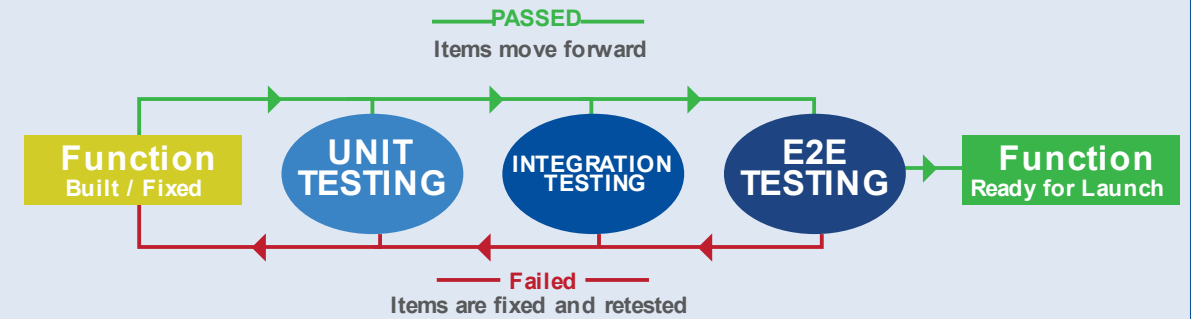 PASSED
Items move forward
Function
Built / Fixed
UNIT
TESTING
INTEGRATION
TESTING
E2E
TESTING
Function
Ready for Launch
Failed
Items are fixed and retested